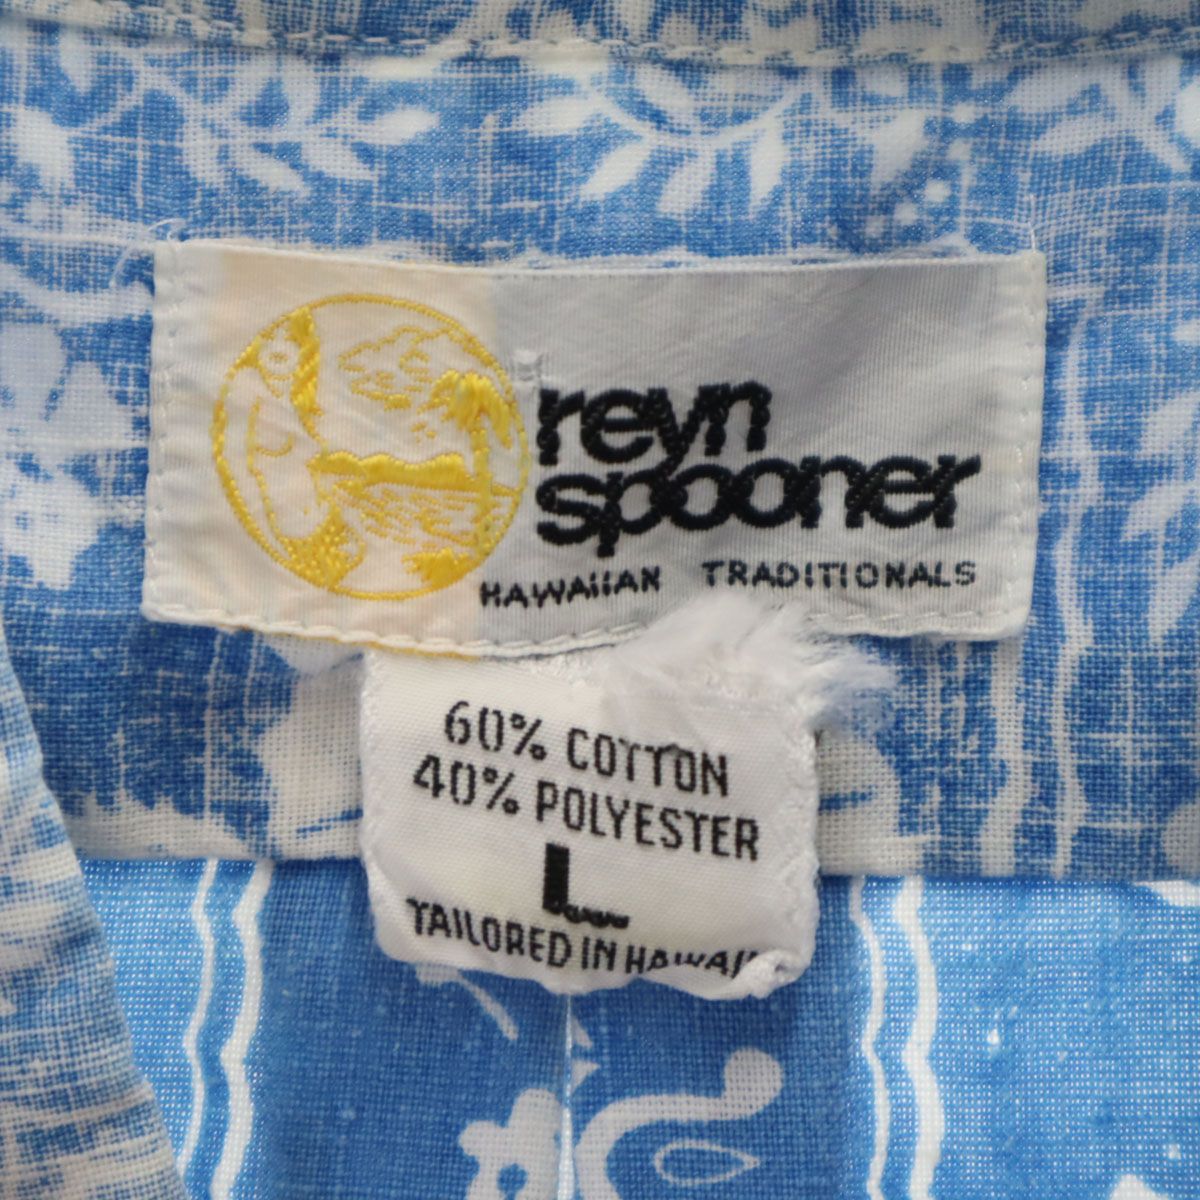 reyn
spooner
HAWAIIAN TRADITIONALS
60% COTTON
40% POLYESTER
L
TAILORED IN HAWAII